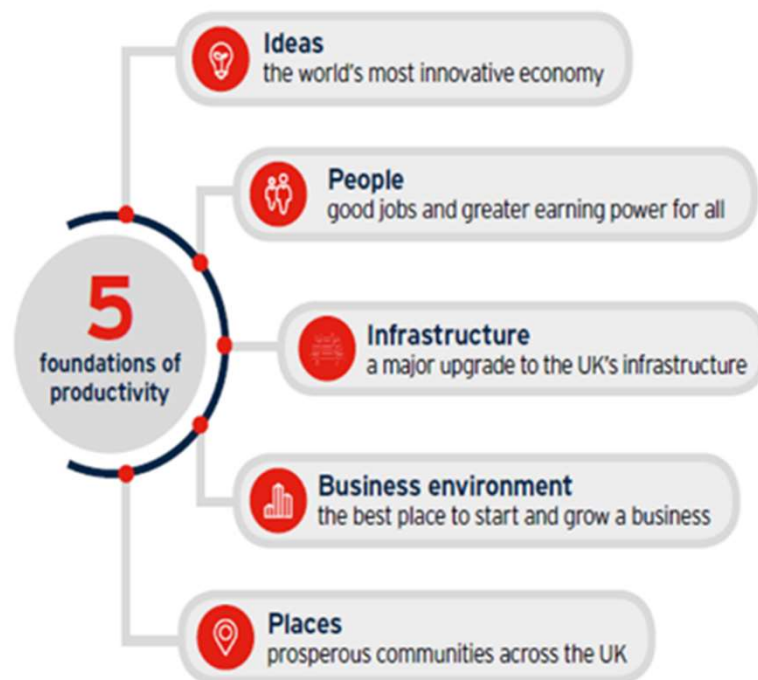 Ideas
the world's most innovative economy
People
good jobs and greater earning power for all
5
foundations of
productivity
Infrastructure
a major upgrade to the UK's infrastructure
Business environment
the best place to start and grow a business
Places
prosperous communities across the UK